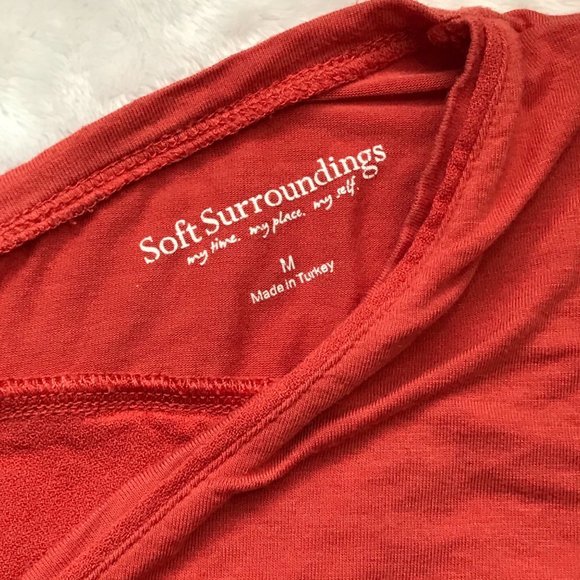 Soft Surroundings
my time. my place. my self.
M
Made in Turkey